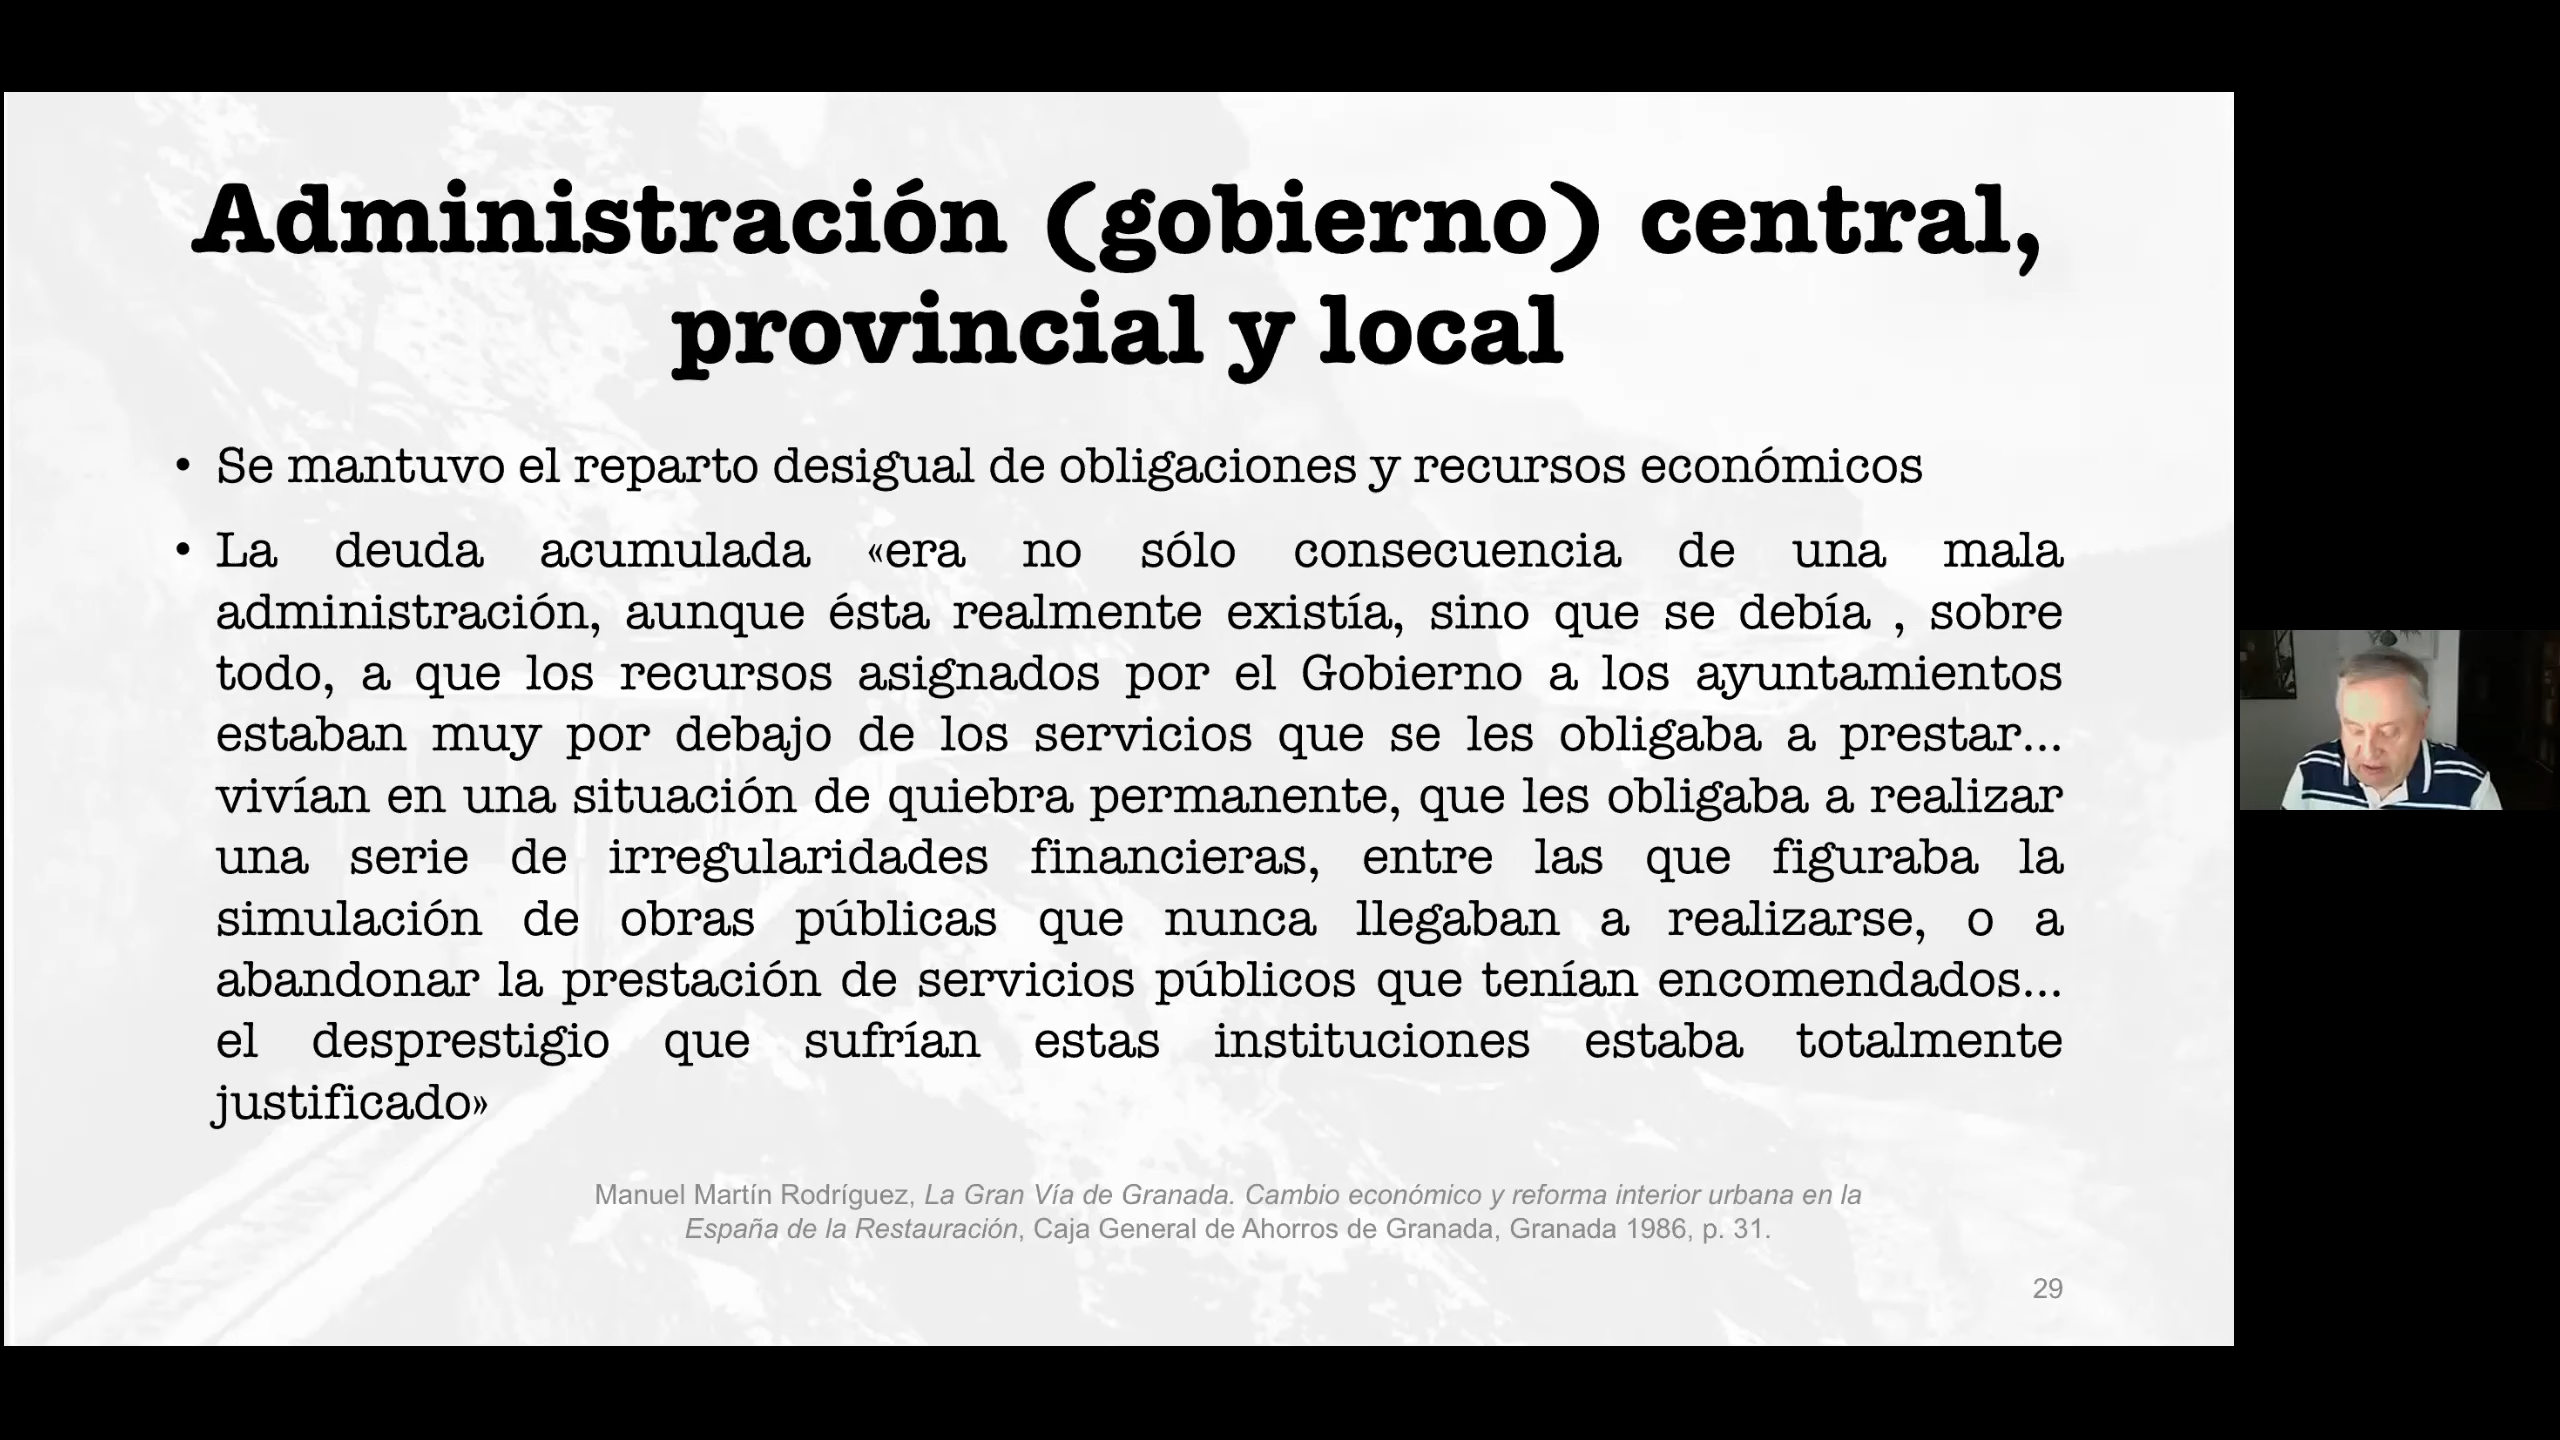 Administración (gobierno) central,
provincial y local
• Se mantuvo el reparto desigual de obligaciones y recursos económicos
• La deuda acumulada «era no sólo consecuencia de una mala
administración, aunque ésta realmente existía, sino que se debía , sobre
todo, a que los recursos asignados por el Gobierno a los ayuntamientos
estaban muy por debajo de los servicios que se les obligaba a prestar...
vivían en una situación de quiebra permanente, que les obligaba a realizar
una serie de irregularidades financieras, entre las que figuraba la
simulación de obras públicas que nunca llegaban a realizarse, o a
abandonar la prestación de servicios públicos que tenían encomendados...
el desprestigio que sufrían estas instituciones estaba totalmente
justificado»
Manuel Martín Rodríguez, La Gran Vía de Granada. Cambio económico y reforma interior urbana en la
España de la Restauración, Caja General de Ahorros de Granada, Granada 1986, p. 31.
29